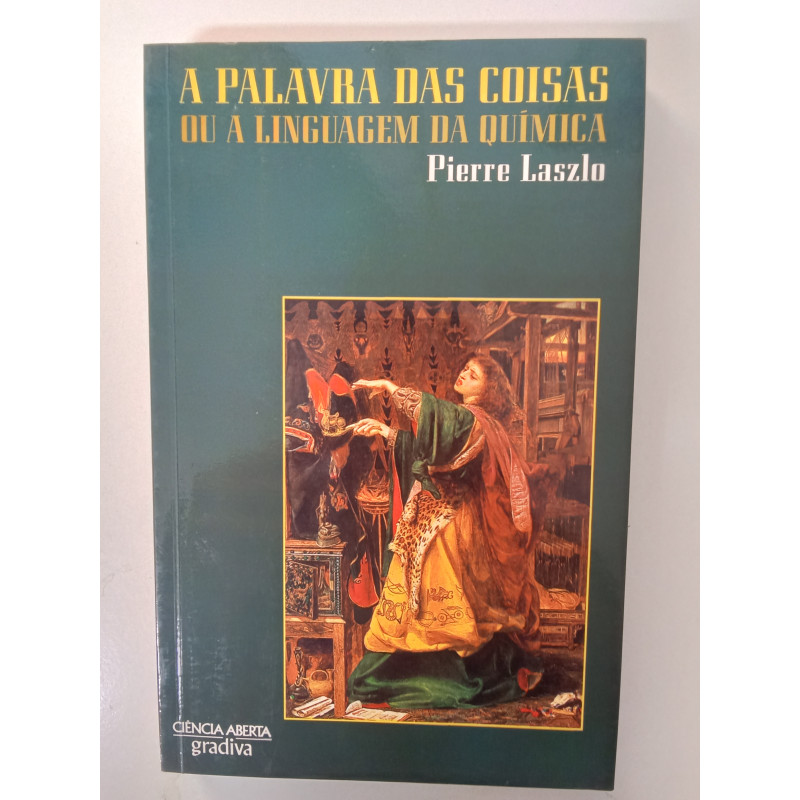 A PALAVRA DAS COISAS
OU A LINGUAGEM DA QUÍMICA
Pierre Laszlo
CIÊNCIA ABERTA
gradiva